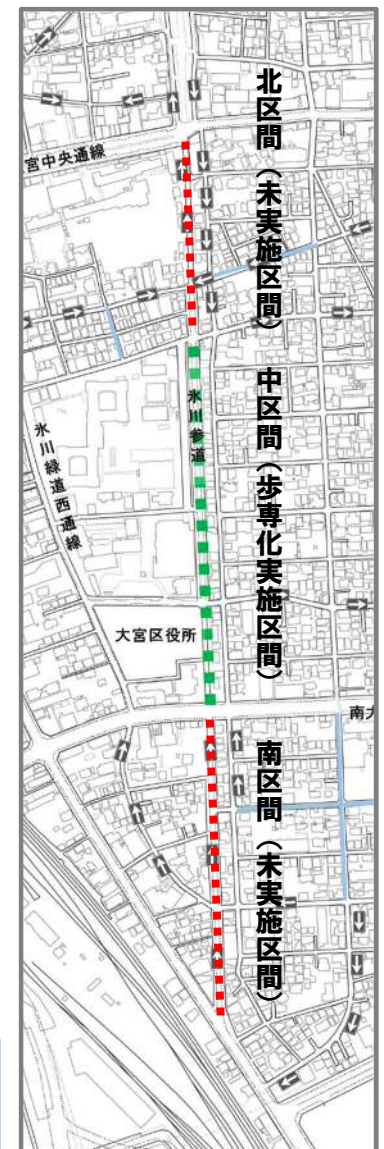 北区間（未実施区間）
宮中央通線
中区間（歩専化実施区間）
氷川参道
氷川緑道西通線
大宮区役所
南大
南区間（未実施区間）